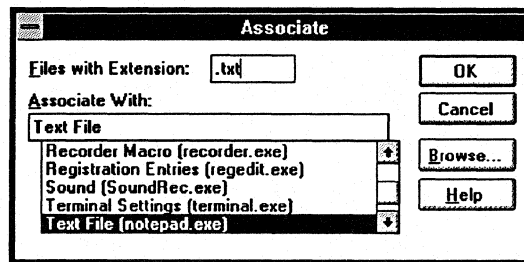 Associate
Files with Extension: .txt
OK
Associate With:
Cancel
Text File
Recorder Macro (recorder.exe)
Registration Entries (regedit.exe)
Browse...
Sound (SoundRec.exe)
Terminal Settings (terminal.exe)
Help
Text File (notepad.exe)